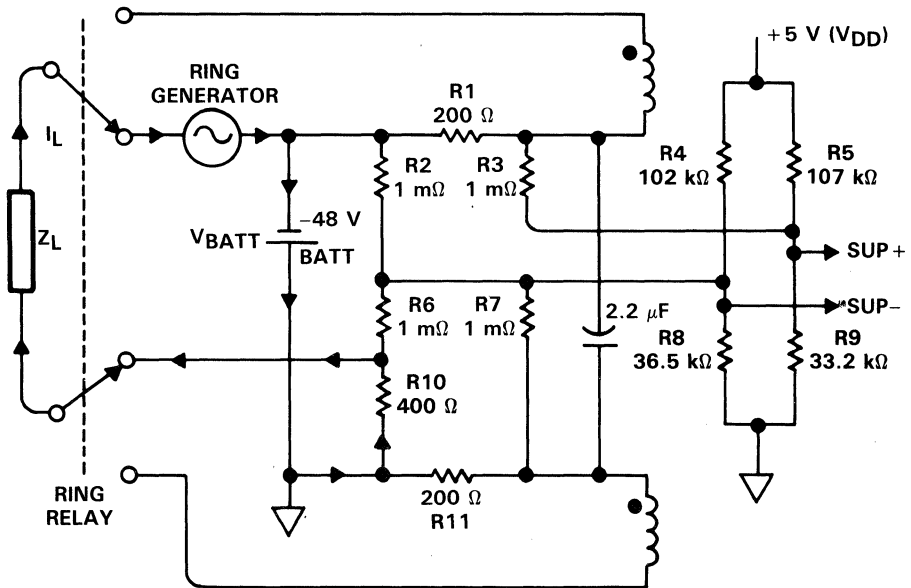 +5 V (VDD)
RING
GENERATOR
R1
200 Ω
IL
R2
1 mΩ
R3
1 mΩ
R4
102 kΩ
R5
107 kΩ
−48 V
VBATT
BATT
ZL
SUP+
SUP−
R6
1 mΩ
R7
1 mΩ
2.2 µF
R8
36.5 kΩ
R9
33.2 kΩ
R10
400 Ω
RING
RELAY
200 Ω
R11